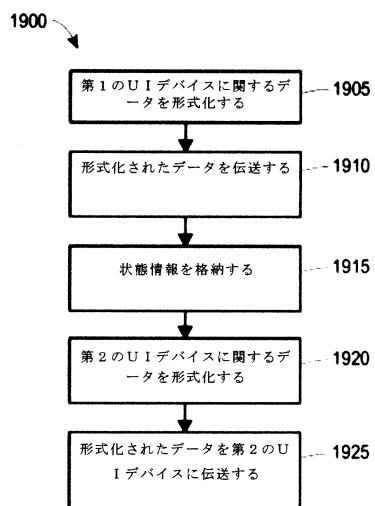 1900
第1のUIデバイスに関するデ
ータを形式化する
1905
形式化されたデータを伝送する
1910
状態情報を格納する
1915
第2のUIデバイスに関するデ
ータを形式化する
1920
形式化されたデータを第2のU
Iデバイスに伝送する
1925